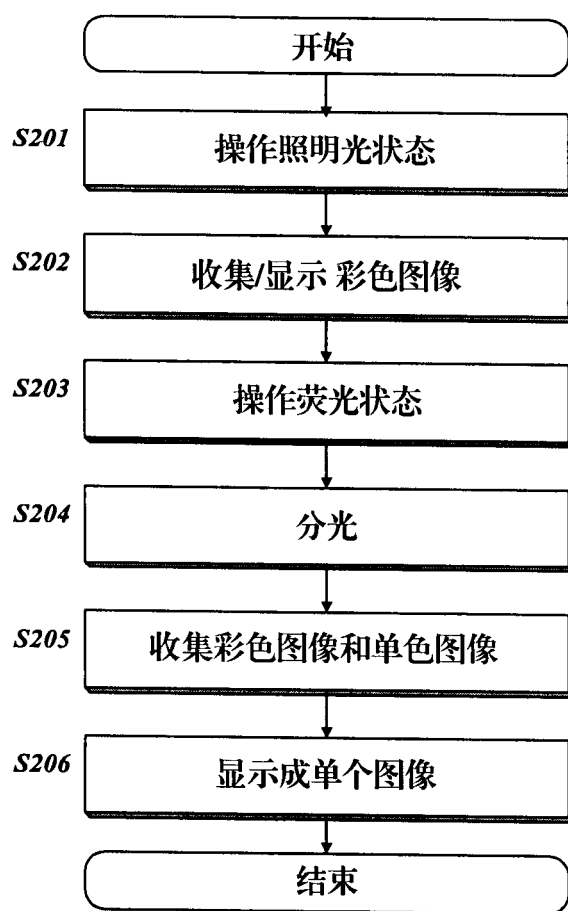 开始
S201 操作照明光状态
S202 收集/显示 彩色图像
S203 操作荧光状态
S204 分光
S205 收集彩色图像和单色图像
S206 显示成单个图像
结束